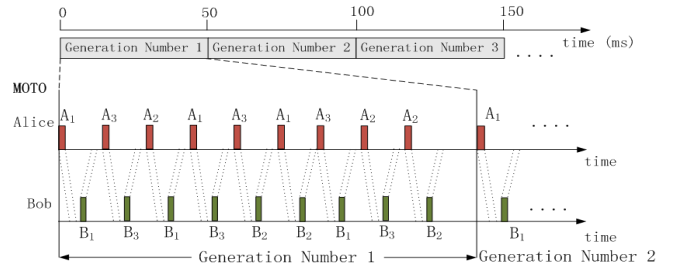 0 50 100 150
time (ms)
Generation Number 1 Generation Number 2 Generation Number 3 ....
MOTO
A₁ A₃ A₂ A₁ A₃ A₁ A₃ A₂ A₂ A₁
Alice ....
time
Bob ....
B₁ B₃ B₁ B₃ B₂ B₂ B₁ B₃ B₂ B₁
time
Generation Number 1 Generation Number 2